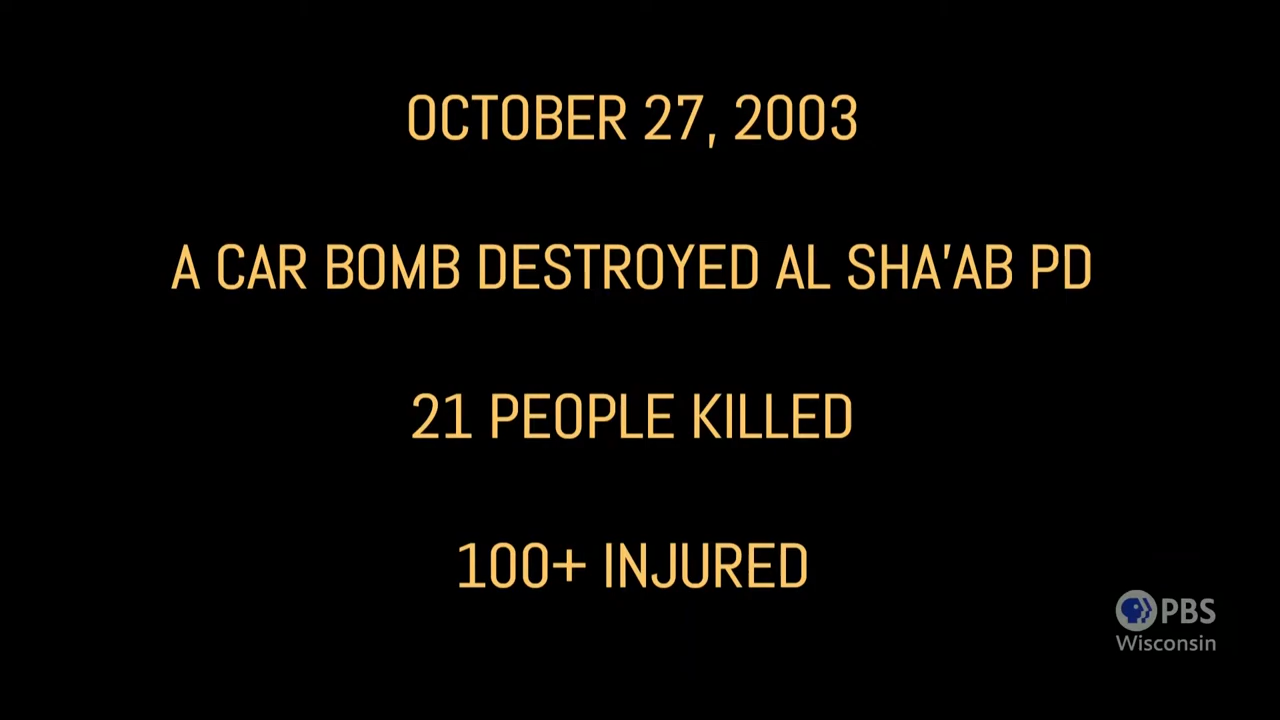 OCTOBER 27, 2003
A CAR BOMB DESTROYED AL SHA'AB PD
21 PEOPLE KILLED
100+ INJURED
PBS
Wisconsin